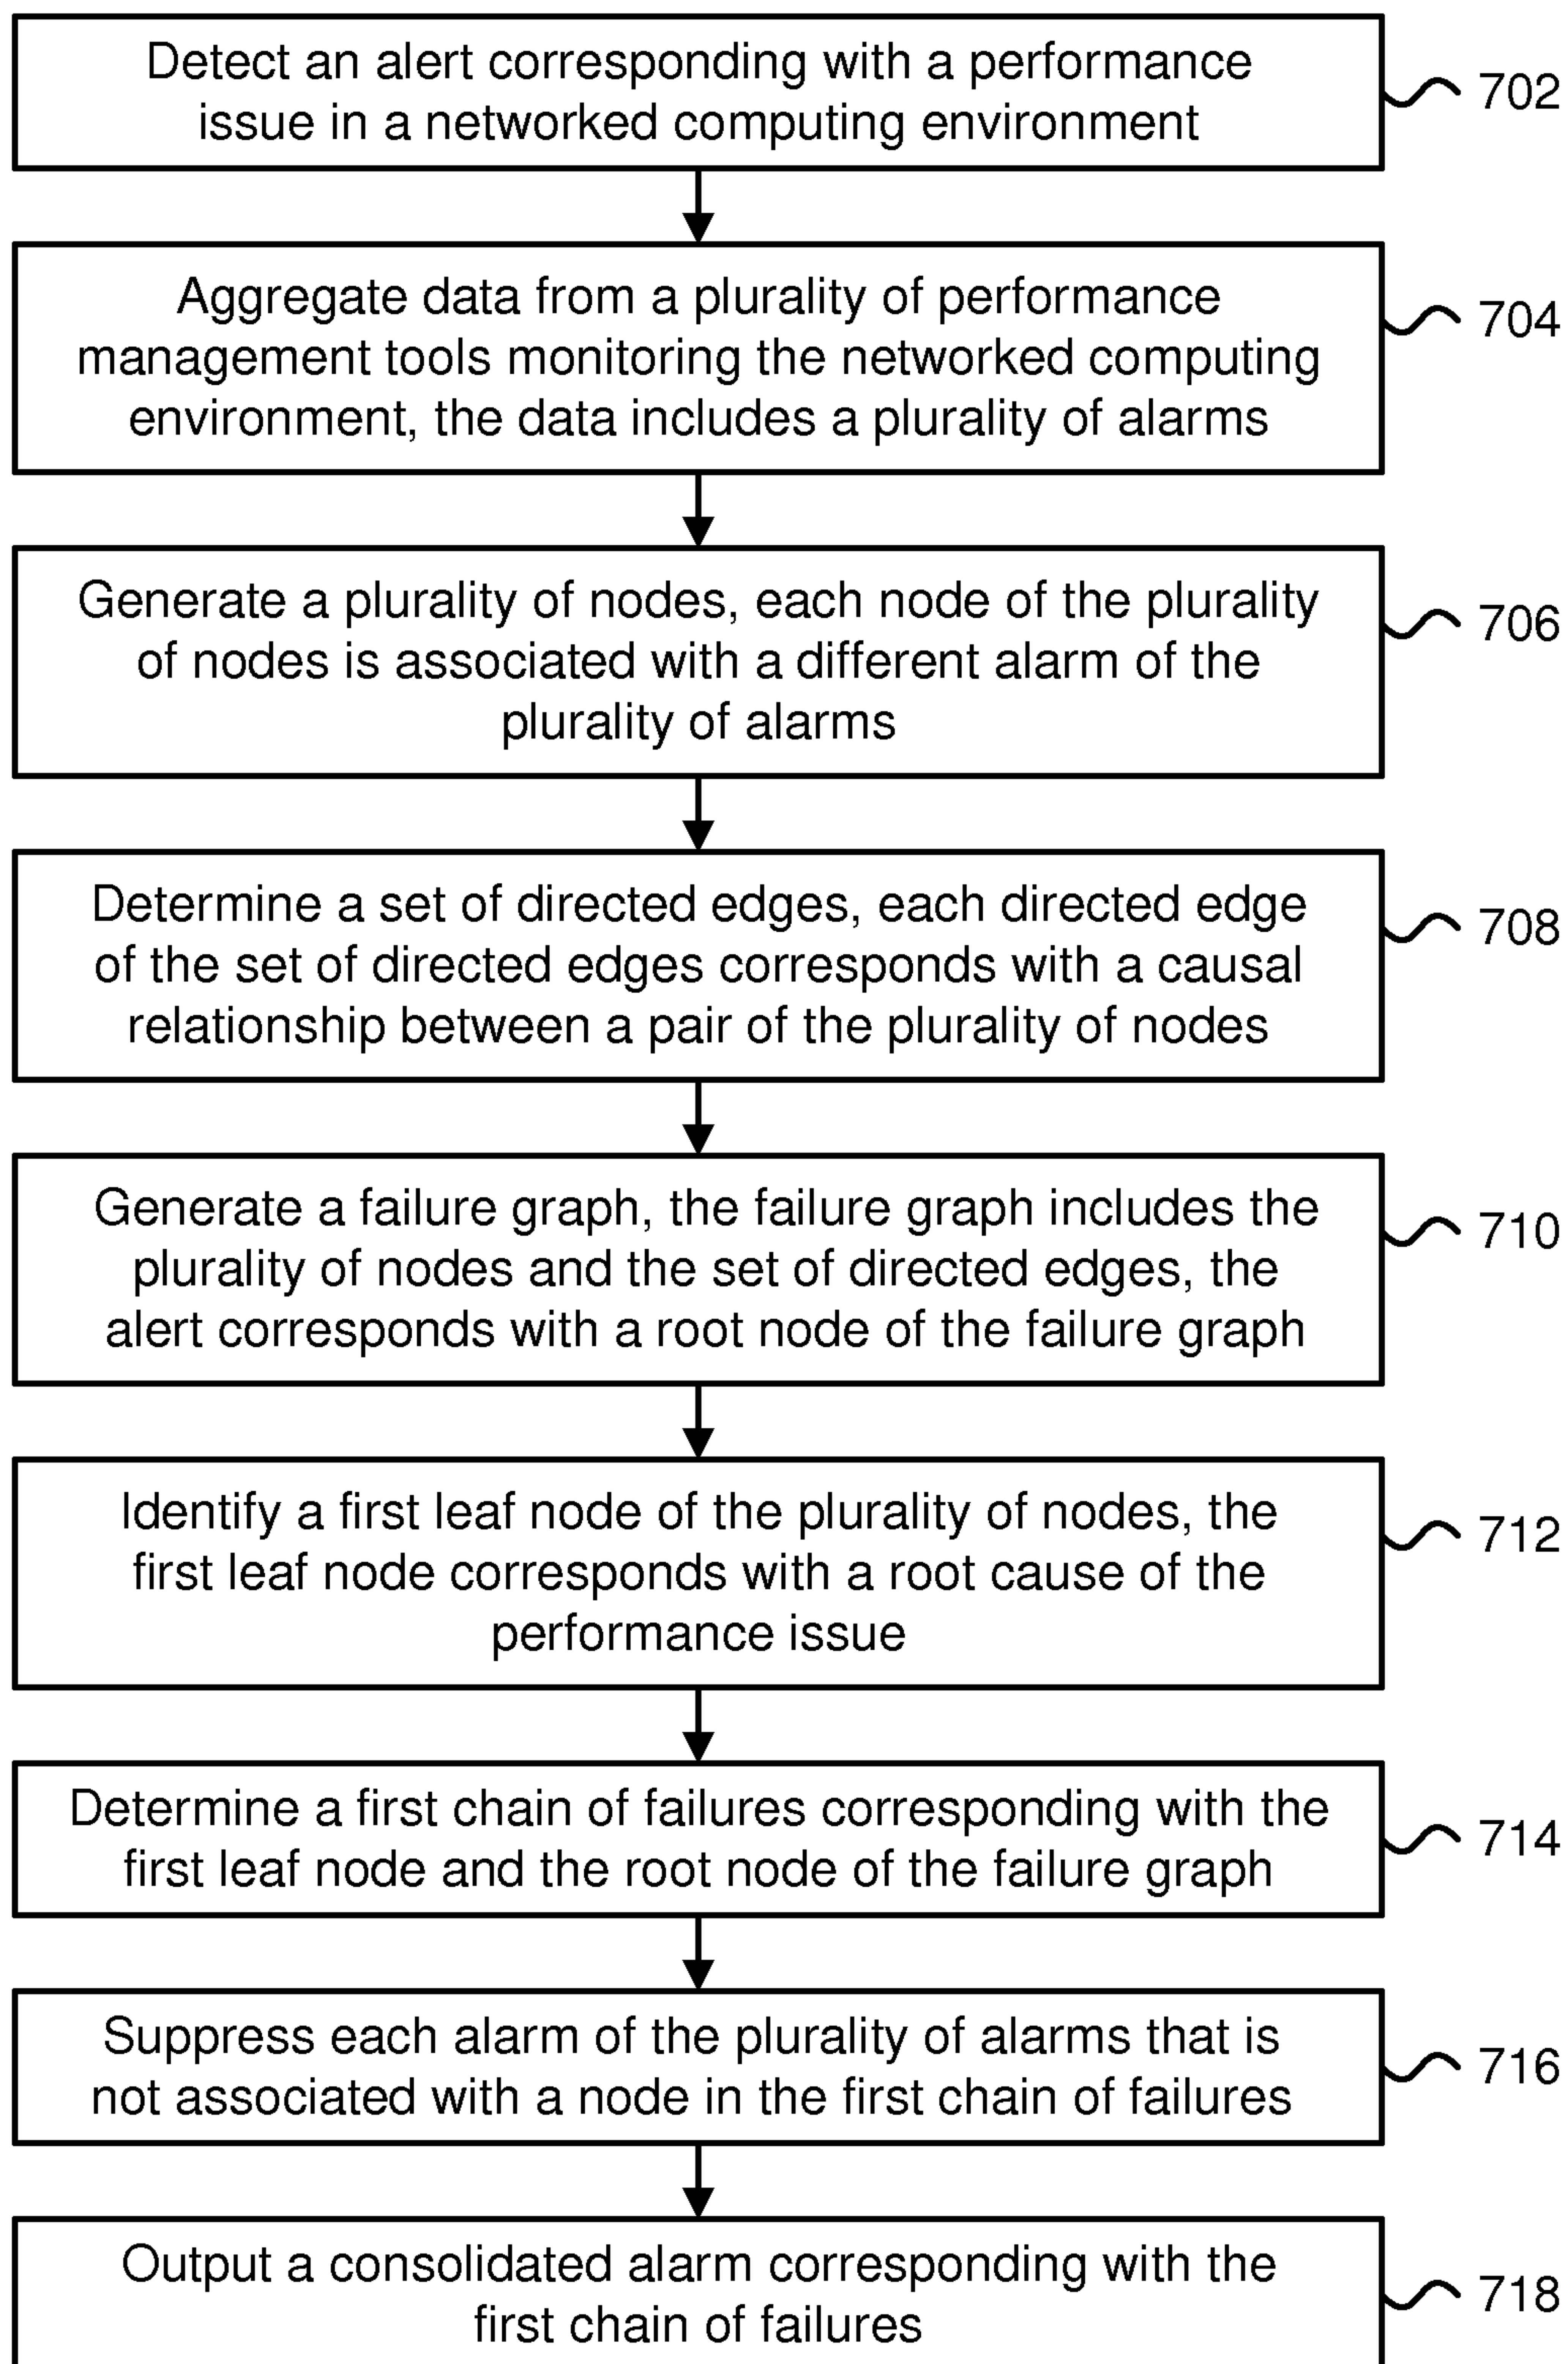 Detect an alert corresponding with a performance
issue in a networked computing environment
702
Aggregate data from a plurality of performance
management tools monitoring the networked computing
environment, the data includes a plurality of alarms
704
Generate a plurality of nodes, each node of the plurality
of nodes is associated with a different alarm of the
plurality of alarms
706
Determine a set of directed edges, each directed edge
of the set of directed edges corresponds with a causal
relationship between a pair of the plurality of nodes
708
Generate a failure graph, the failure graph includes the
plurality of nodes and the set of directed edges, the
alert corresponds with a root node of the failure graph
710
Identify a first leaf node of the plurality of nodes, the
first leaf node corresponds with a root cause of the
performance issue
712
Determine a first chain of failures corresponding with the
first leaf node and the root node of the failure graph
714
Suppress each alarm of the plurality of alarms that is
not associated with a node in the first chain of failures
716
Output a consolidated alarm corresponding with the
first chain of failures
718